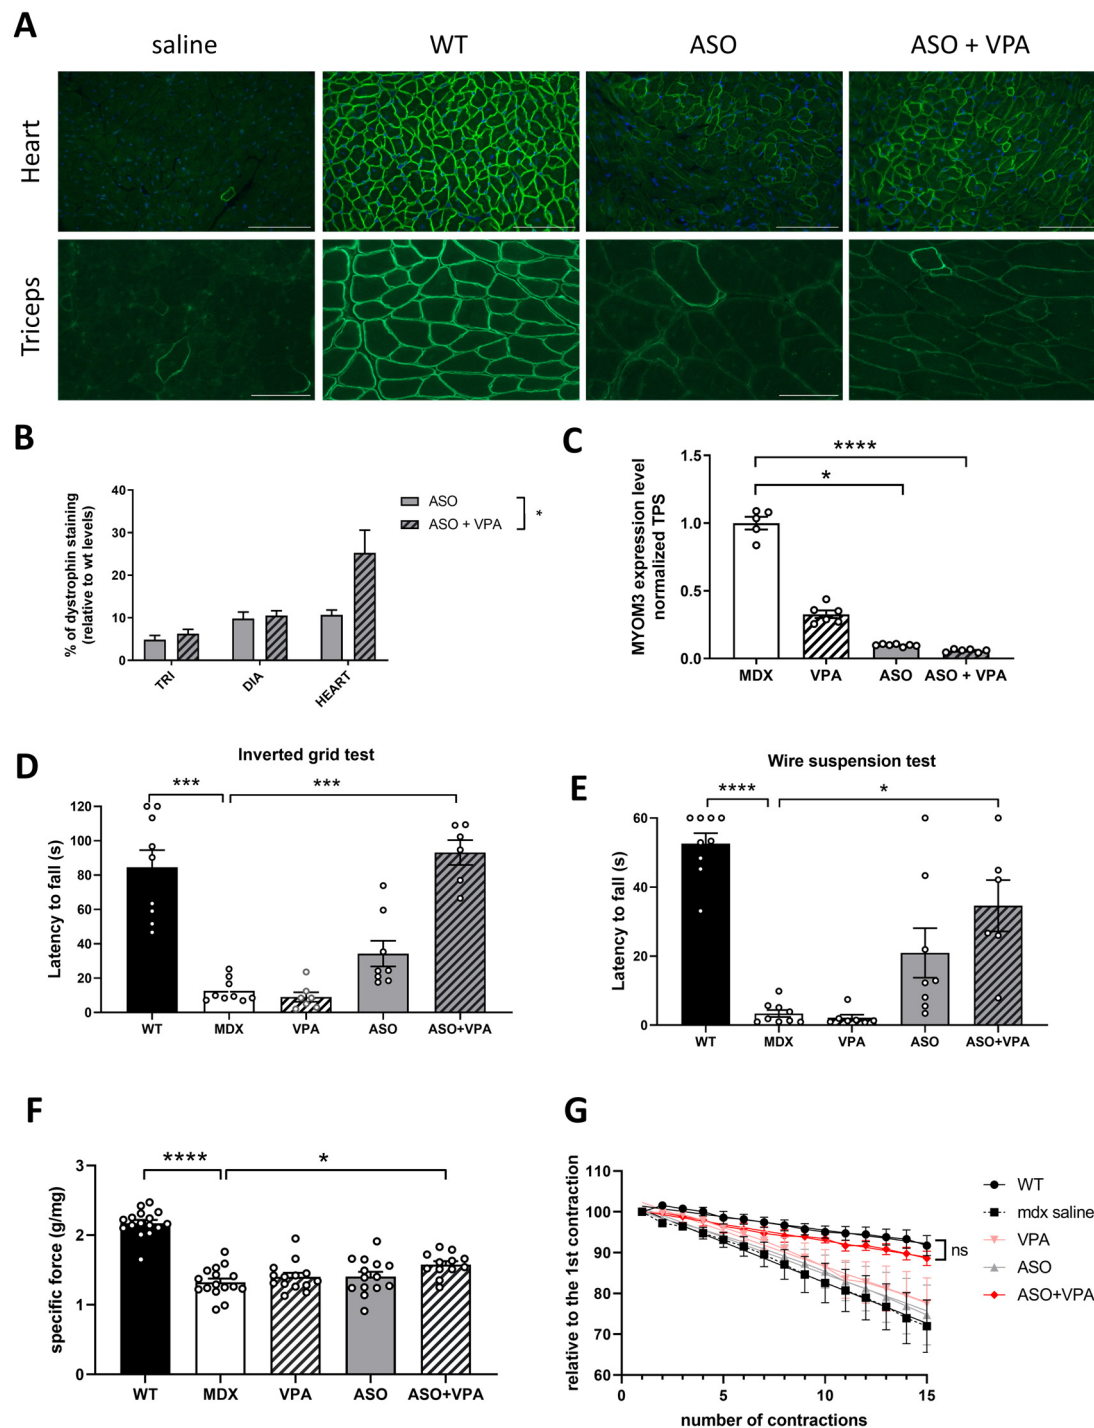 A
saline
WT
ASO
ASO + VPA
Heart
Triceps
B
% of dystrophin staining
(relative to wt levels)
40
30
20
10
0
TRI
DIA
HEART
ASO
ASO + VPA
*
C
MYOM3 expression level
normalized TPS
1.5
1.0
0.5
0.0
****
*
MDX
VPA
ASO
ASO + VPA
D
Inverted grid test
***
***
Latency to fall (s)
120
100
80
60
40
20
0
WT
MDX
VPA
ASO
ASO+VPA
E
Wire suspension test
****
*
Latency to fall (s)
60
40
20
0
WT
MDX
VPA
ASO
ASO+VPA
F
****
*
specific force (g/mg)
3
2
1
0
WT
MDX
VPA
ASO
ASO+VPA
G
relative to the 1st contraction
110
100
90
80
70
60
0
5
10
15
number of contractions
ns
WT
mdx saline
VPA
ASO
ASO+VPA